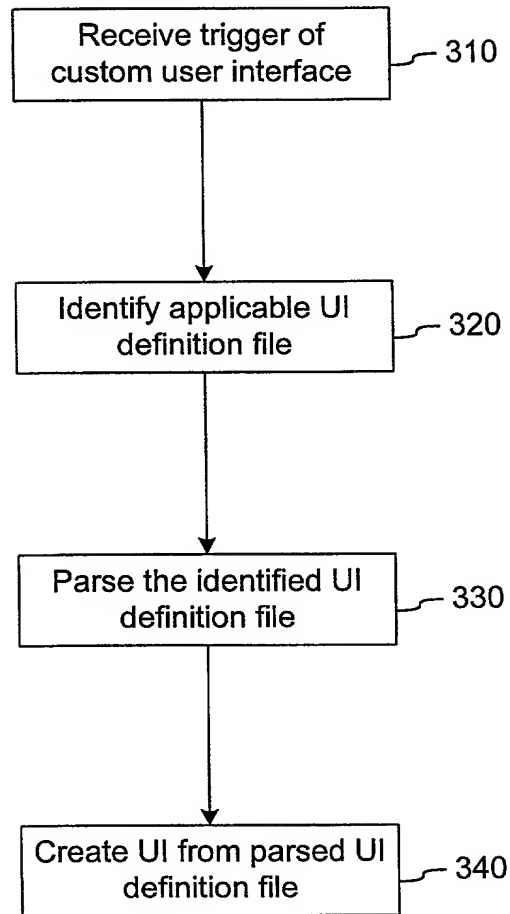 Receive trigger of
custom user interface
310
Identify applicable UI
definition file
320
Parse the identified UI
definition file
330
Create UI from parsed UI
definition file
340